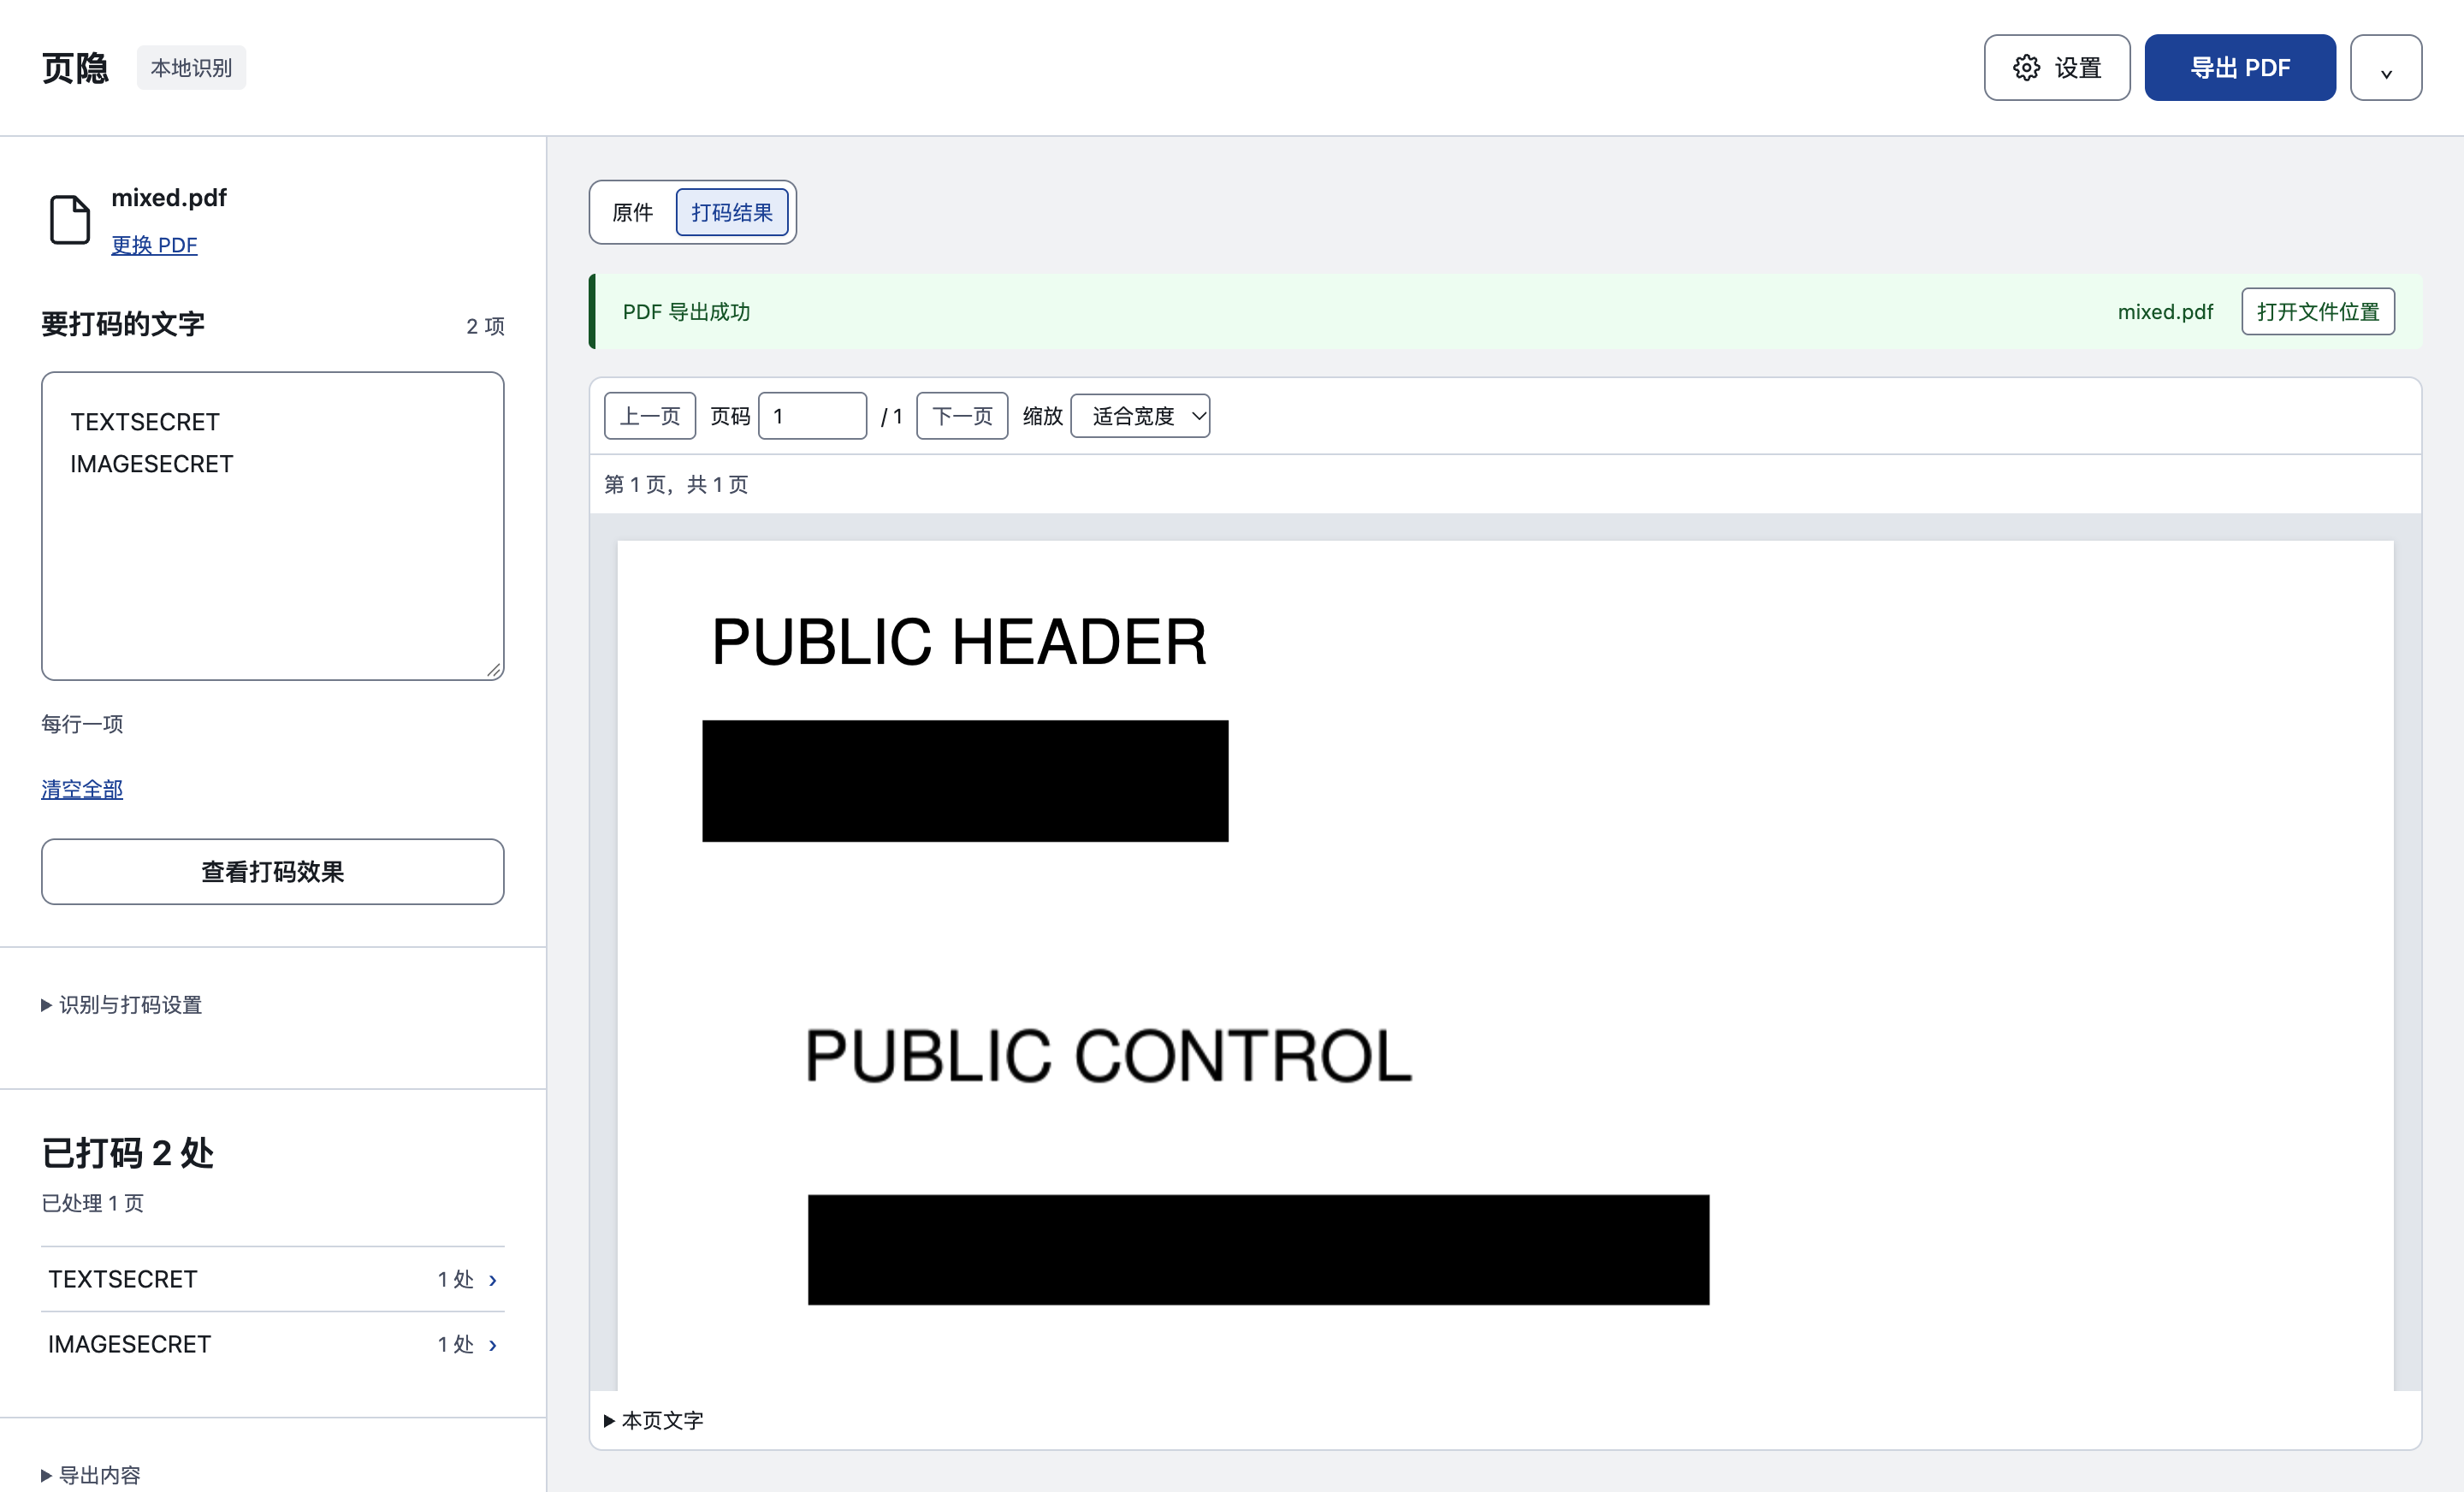 页隐 本地识别 设置 导出 PDF
mixed.pdf
更换 PDF
要打码的文字 2 项
TEXTSECRET
IMAGESECRET
每行一项
清空全部
查看打码效果
识别与打码设置
已打码 2 处
已处理 1 页
TEXTSECRET 1 处 ›
IMAGESECRET 1 处 ›
导出内容
原件 打码结果
PDF 导出成功 mixed.pdf 打开文件位置
上一页 页码 1 / 1 下一页 缩放 适合宽度
第 1 页，共 1 页
PUBLIC HEADER
PUBLIC CONTROL
本页文字